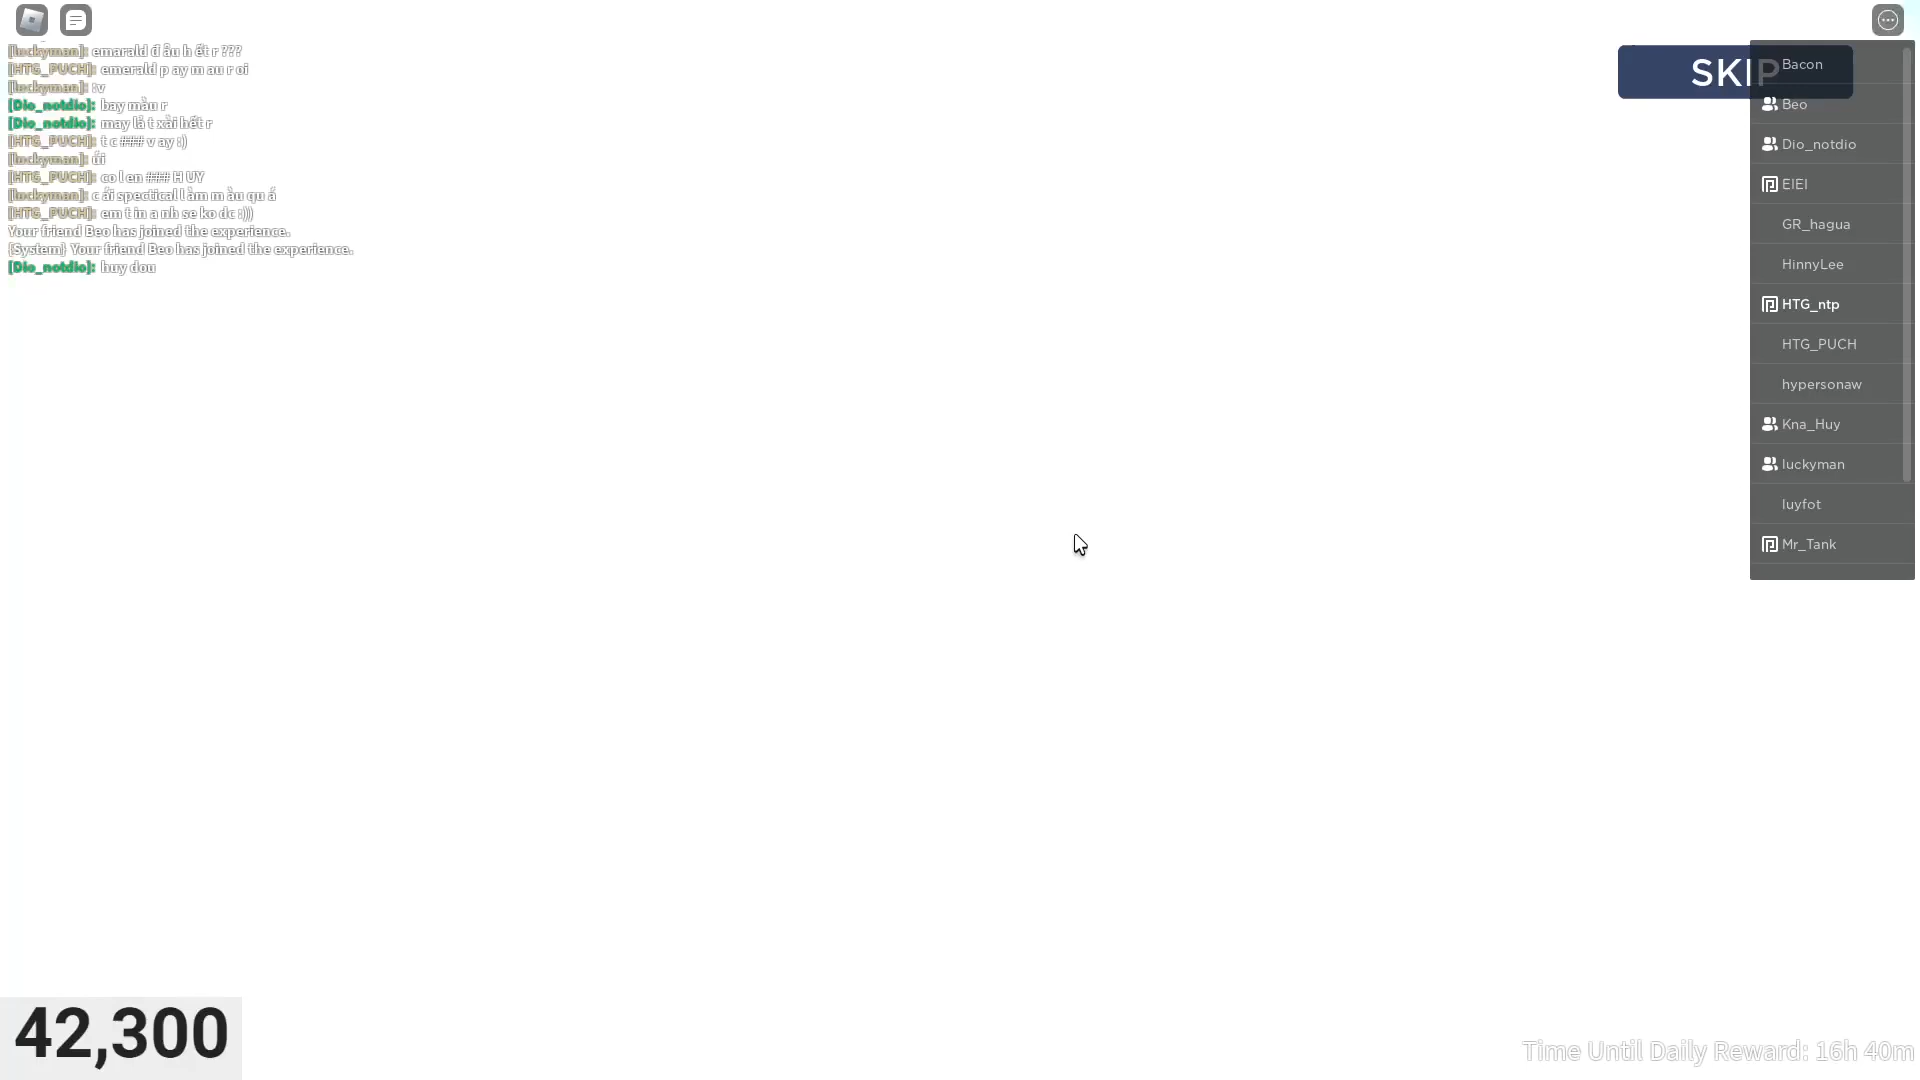 [luckyman]: emarald đ âu h ết r ???
[HTG_PUCH]: emerald p ay m au r oi
[luckyman]: :v
[Dio_notdio]: bay màu r
[Dio_notdio]: may lá t xài hết r
[HTG_PUCH]: t c ### v ay :)
[luckyman]: úi
[HTG_PUCH]: co l en ### H UY
[luckyman]: c ái spectical l àm m àu qu á
[HTG_PUCH]: em t in a nh se ko dc :))
Your friend Beo has joined the experience.
{System} Your friend Beo has joined the experience.
[Dio_notdio]: huy dou
SKIP
Bacon
Beo
Dio_notdio
EIEI
GR_hagua
HinnyLee
HTG_ntp
HTG_PUCH
hypersonaw
Kna_Huy
luckyman
luyfot
Mr_Tank
42,300
Time Until Daily Reward: 16h 40m